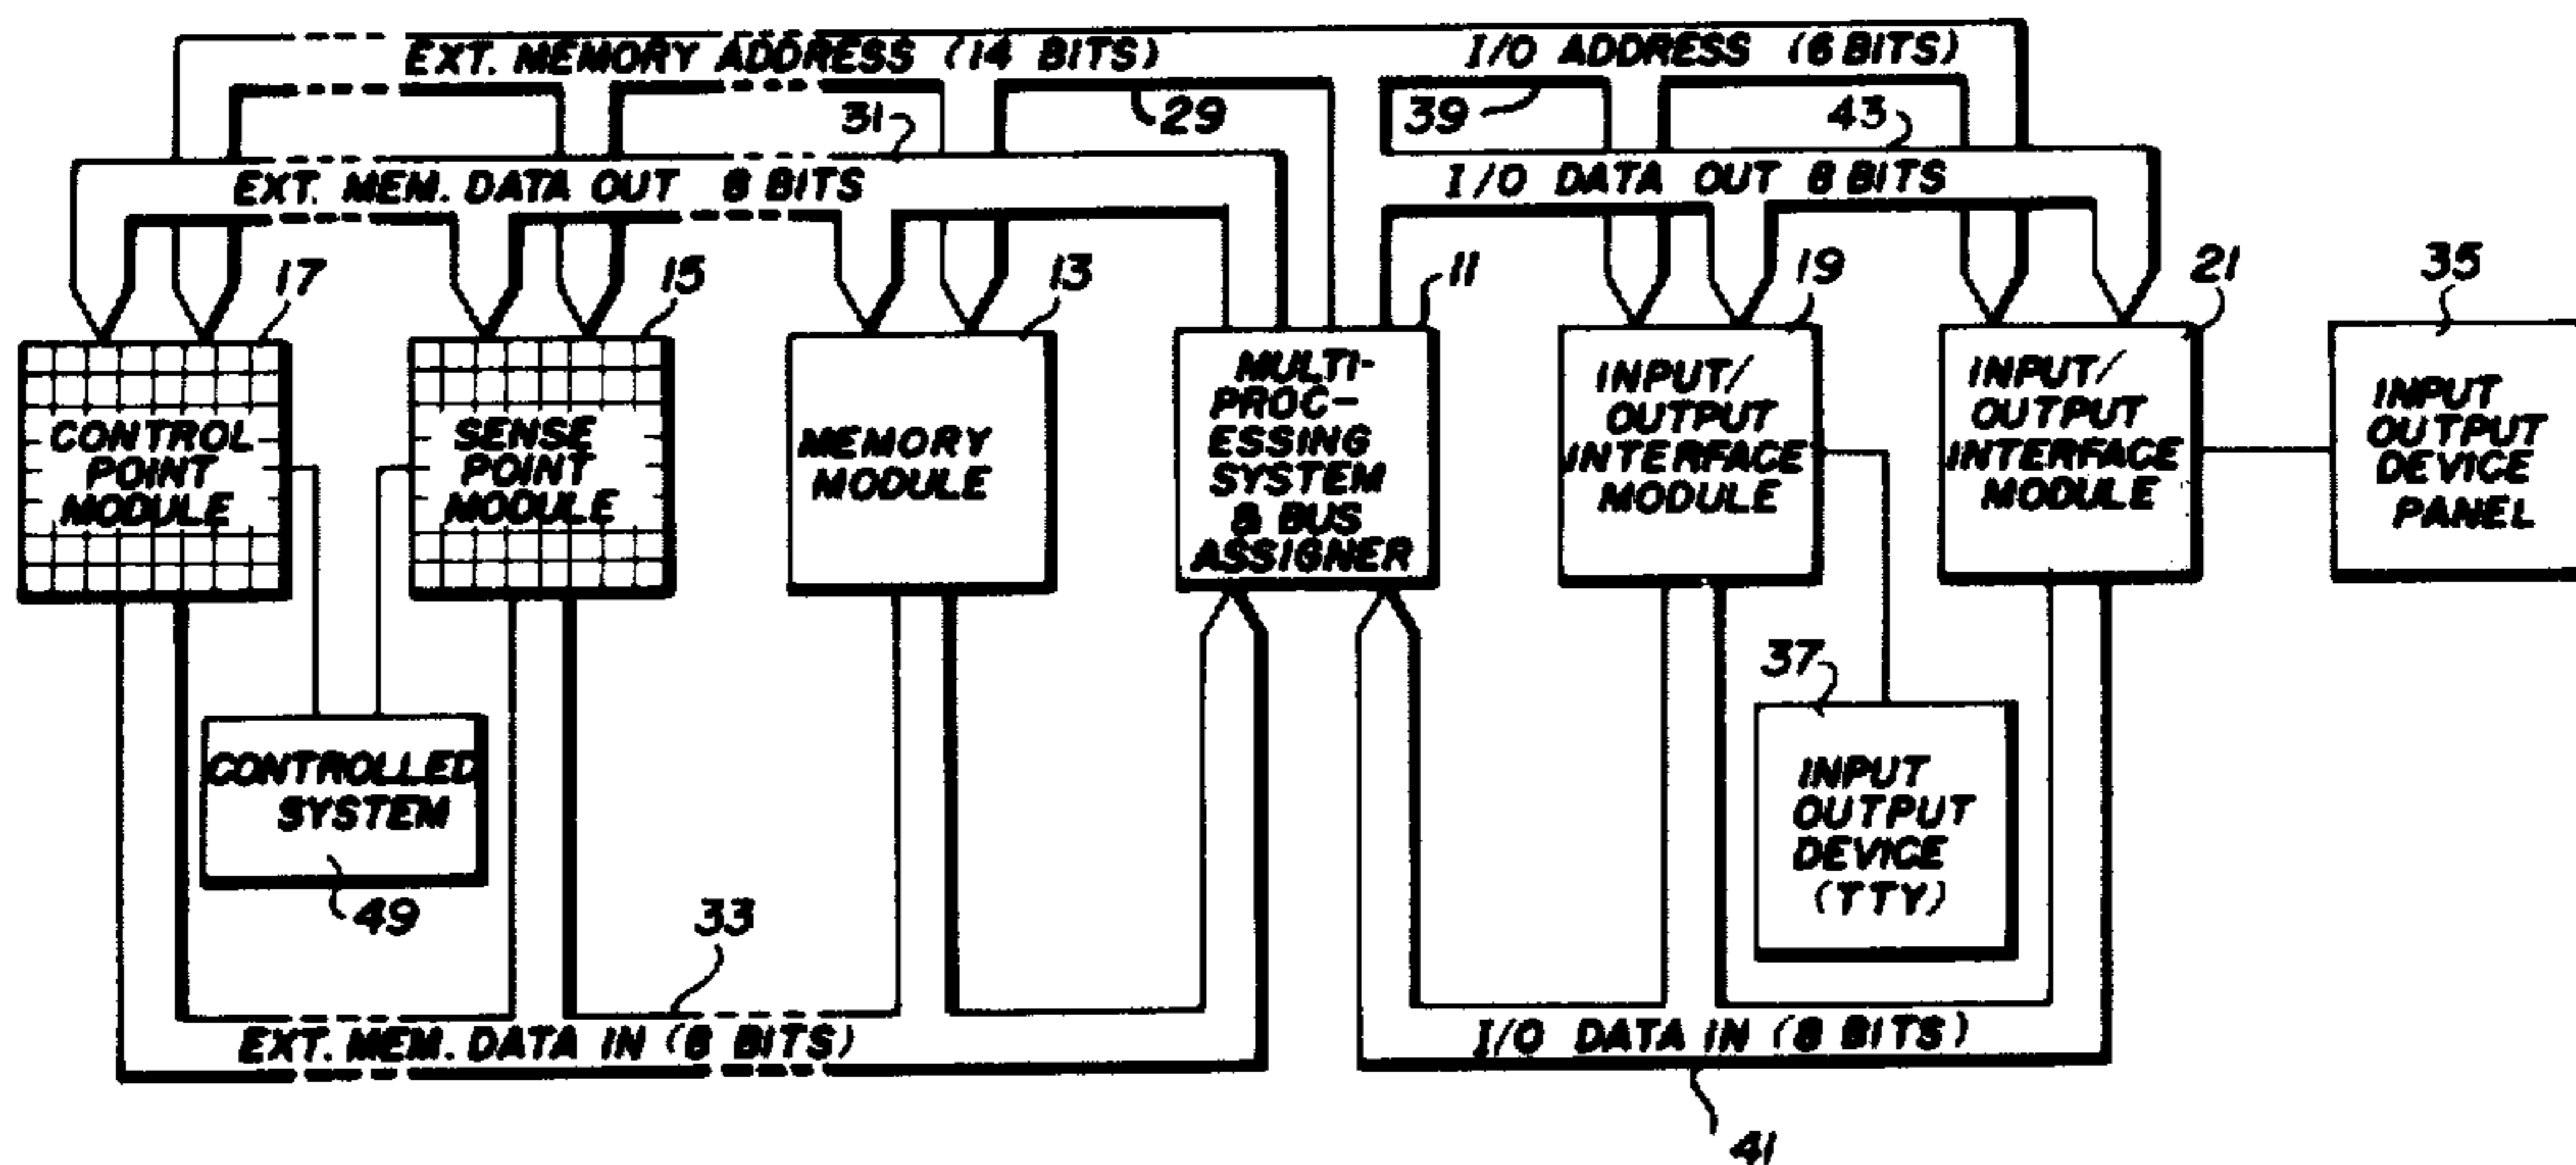 EXT. MEMORY ADDRESS (14 BITS)
I/O ADDRESS (6 BITS)
31
29
39
43
EXT. MEM. DATA OUT 8 BITS
I/O DATA OUT 8 BITS
17
15
13
11
19
21
35
CONTROL
POINT
MODULE
SENSE
POINT
MODULE
MEMORY
MODULE
MULTI-
PROC-
ESSING
SYSTEM
& BUS
ASSIGNER
INPUT/
OUTPUT
INTERFACE
MODULE
INPUT/
OUTPUT
INTERFACE
MODULE
INPUT
OUTPUT
DEVICE
PANEL
CONTROLLED
SYSTEM
49
37
INPUT
OUTPUT
DEVICE
(TTY)
33
EXT. MEM. DATA IN (8 BITS)
I/O DATA IN (8 BITS)
41